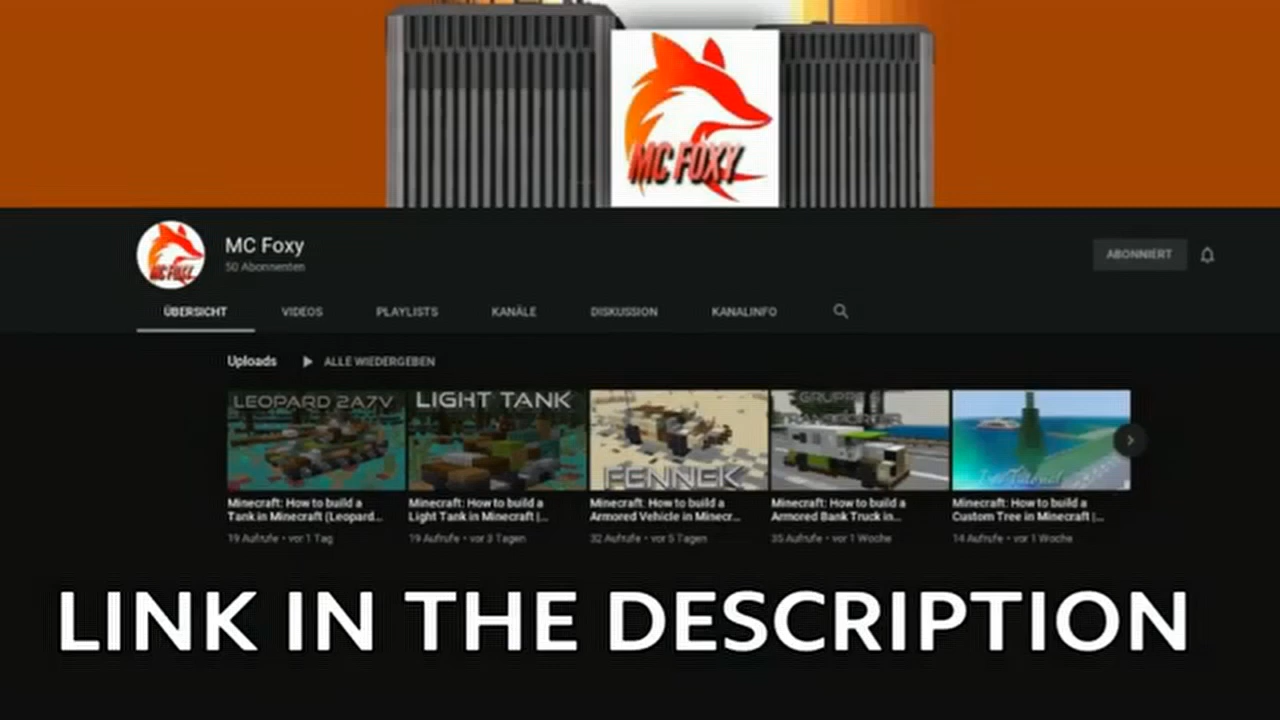 MC FOXY
MC FOXY
MC Foxy
50 Abonnenten
ABONNIERT
ÜBERSICHT VIDEOS PLAYLISTS KANÄLE DISKUSSION KANALINFO
Uploads ALLE WIEDERGEBEN
LEOPARD 2A7V
LIGHT TANK
FENNEK
Minecraft: How to build a
Tank in Minecraft (Leopard...
19 Aufrufe • vor 1 Tag
Minecraft: How to build a
Light Tank in Minecraft |...
19 Aufrufe • vor 3 Tagen
Minecraft: How to build a
Armored Vehicle in Minecr...
32 Aufrufe • vor 5 Tagen
Minecraft: How to build a
Armored Bank Truck in...
35 Aufrufe • vor 1 Woche
Minecraft: How to build a
Custom Tree in Minecraft |...
14 Aufrufe • vor 1 Woche
LINK IN THE DESCRIPTION